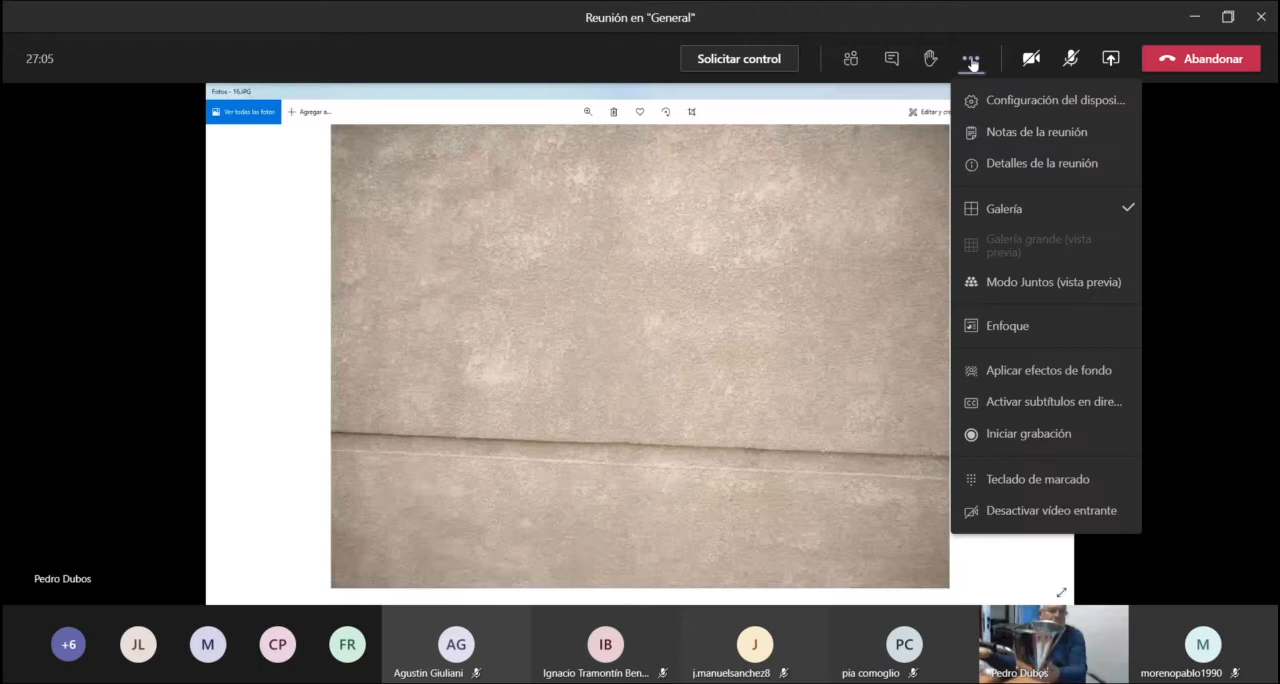 Reunión en "General"
27:05
Solicitar control
Abandonar
Fotos - 16.JPG
Ver todas las fotos
Agregar a...
Editar y cre
Configuración del disposi...
Notas de la reunión
Detalles de la reunión
Galería
Galería grande (vista
previa)
Modo Juntos (vista previa)
Enfoque
Aplicar efectos de fondo
CC
Activar subtítulos en dire...
Iniciar grabación
Teclado de marcado
Desactivar vídeo entrante
Pedro Dubos
+6
JL
M
CP
FR
AG
Agustin Giuliani
IB
Ignacio Tramontín Ben...
J
j.manuelsanchez8
PC
pia comoglio
Pedro Dubos
M
morenopablo1990